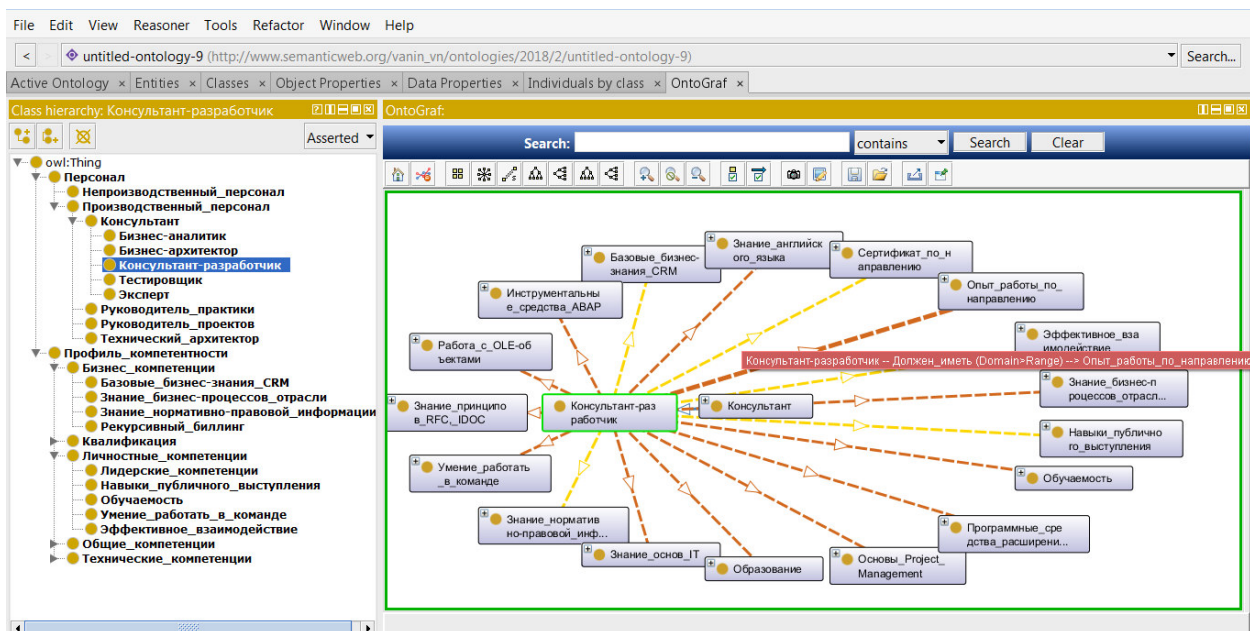 File Edit View Reasoner Tools Refactor Window Help
< > untitled-ontology-9 (http://www.semanticweb.org/vanin_vn/ontologies/2018/2/untitled-ontology-9) Search...
Active Ontology × Entities × Classes × Object Properties × Data Properties × Individuals by class × OntoGraf ×
Class hierarchy: Консультант-разработчик
Asserted
owl:Thing
Персонал
Непроизводственный_персонал
Производственный_персонал
Консультант
Бизнес-аналитик
Бизнес-архитектор
Консультант-разработчик
Тестировщик
Эксперт
Руководитель_практики
Руководитель_проектов
Технический_архитектор
Профиль_компетентности
Бизнес_компетенции
Базовые_бизнес-знания_CRM
Знание_бизнес-процессов_отрасли
Знание_нормативно-правовой_информации
Рекурсивный_биллинг
Квалификация
Личностные_компетенции
Лидерские_компетенции
Навыки_публичного_выступления
Обучаемость
Умение_работать_в_команде
Эффективное_взаимодействие
Общие_компетенции
Технические_компетенции
OntoGraf:
Search: contains Search Clear
Знание_английск
ого_языка
Базовые_бизнес-
знания_CRM
Сертификат_по_н
аправлению
Опыт_работы_по_
направлению
Инструментальны
е_средства_ABAP
Эффективное_вза
имодействие
Работа_с_OLE-об
ъектами
Консультант-разработчик -- Должен_иметь (Domain>Range) --> Опыт_работы_по_направлению
Знание_бизнес-п
роцессов_отрасл...
Знание_принципо
в_RFC,_IDOC
Консультант-раз
работчик
Консультант
Навыки_публично
го_выступления
Умение_работать
_в_команде
Обучаемость
Знание_норматив
но-правовой_инф...
Программные_сре
дства_расширени...
Знание_основ_IT
Образование
Основы_Project_
Management